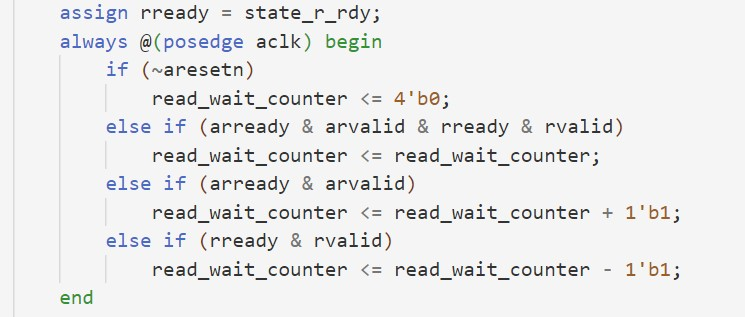 assign rready = state_r_rdy;
always @(posedge aclk) begin
if (~aresetn)
read_wait_counter <= 4'b0;
else if (arready & arvalid & rready & rvalid)
read_wait_counter <= read_wait_counter;
else if (arready & arvalid)
read_wait_counter <= read_wait_counter + 1'b1;
else if (rready & rvalid)
read_wait_counter <= read_wait_counter - 1'b1;
end